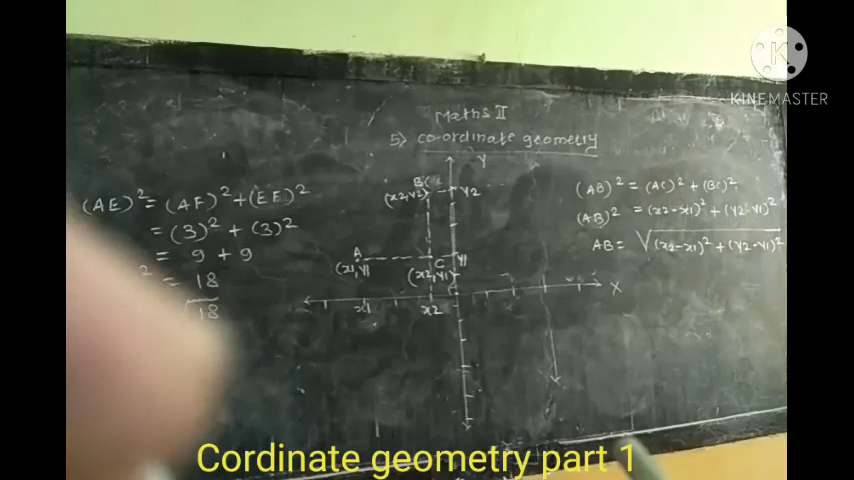 KINEMASTER
Maths II
5) co-ordinate geometry
(AE)² = (AF)² + (EF)²
= (3)² + (3)²
= 9 + 9
² = 18
√18
Y
B
(x2,y2)
Y2
A
(x1,y1
C
Y1
(x2,y1)
x1
x2
X
(AB)² = (AC)² + (BC)²
(AB)² = (x2-x1)² + (y2-y1)²
AB = √(x2-x1)² + (y2-y1)²
Cordinate geometry part 1